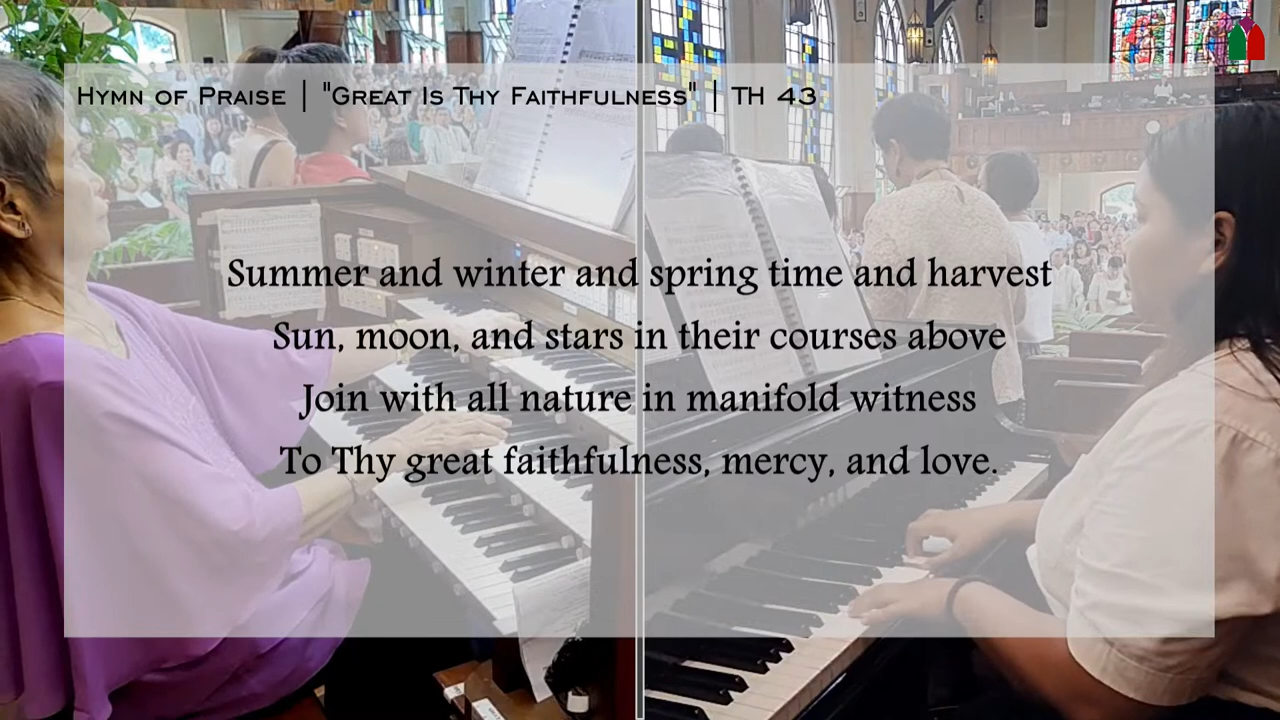 Hymn of Praise | "Great Is Thy Faithfulness" | TH 43
Summer and winter and spring time and harvest
Sun, moon, and stars in their courses above
Join with all nature in manifold witness
To Thy great faithfulness, mercy, and love.